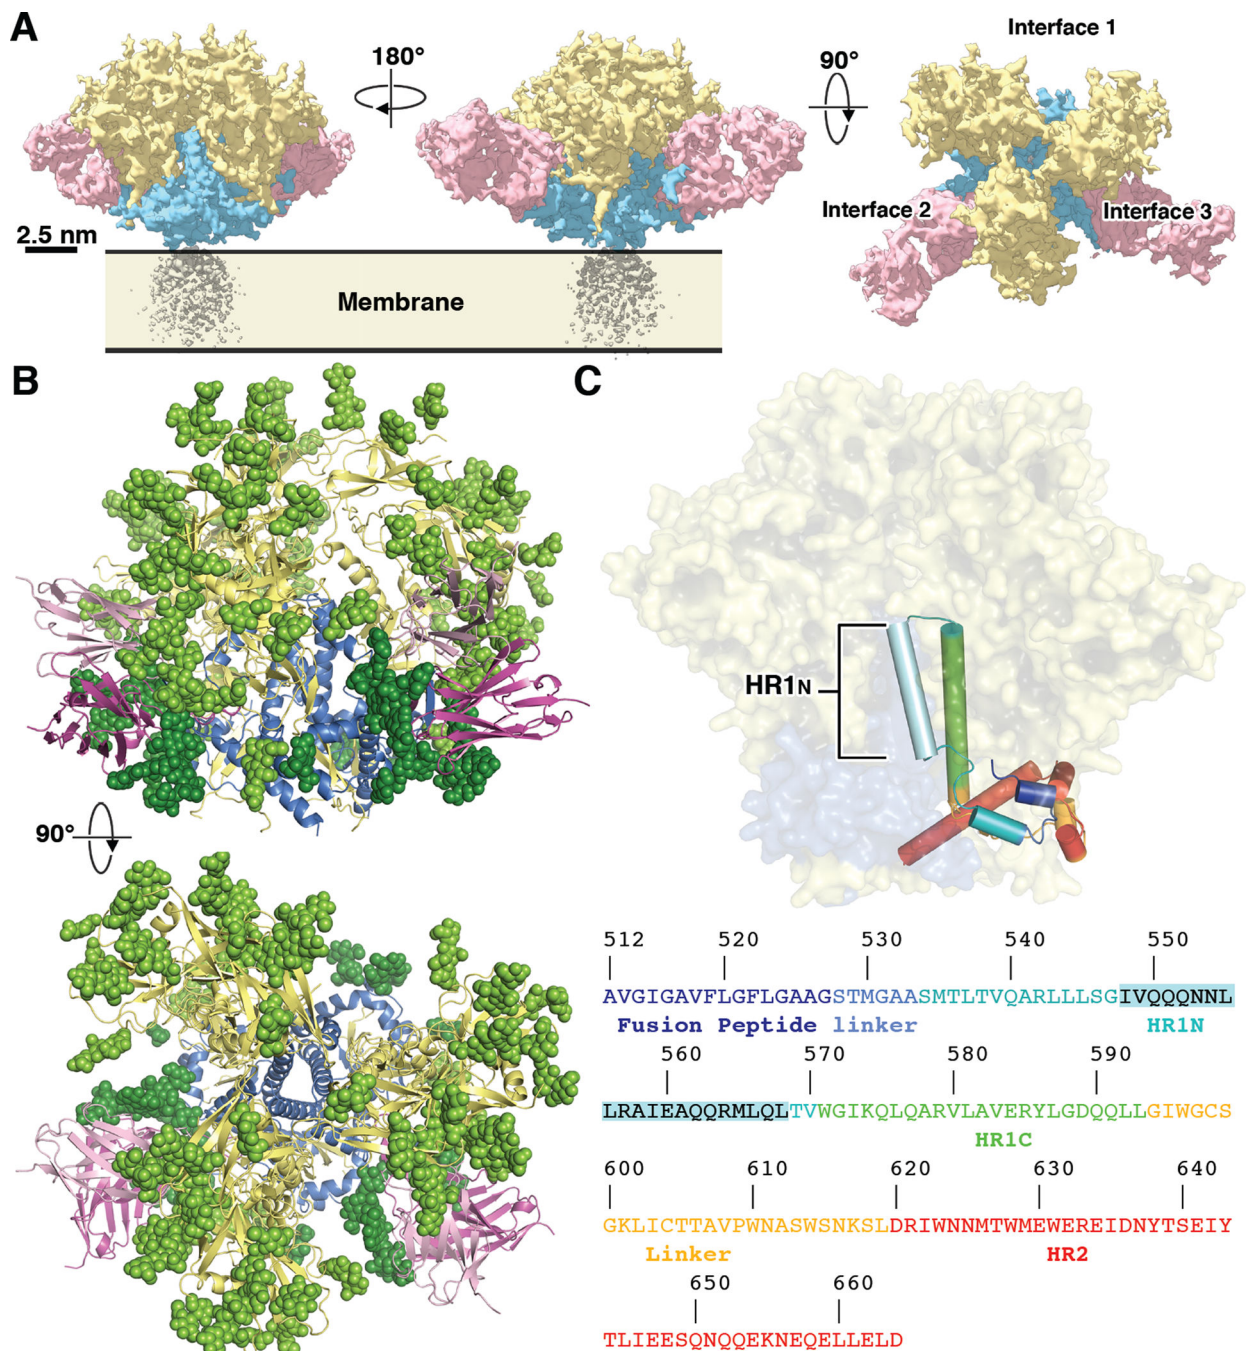 A
180°
90°
Interface 1
Interface 2
Interface 3
2.5 nm
Membrane
B
C
HR1N
90°
512 520 530 540 550
AVGIGAVFLGFLGAAGSTMGAASMTLTVQARLLLSGIVQQQNNL
Fusion Peptide linker HR1N
560 570 580 590
LRAIEAQQRMLQLTVWGIKQLQARVLAVERYLGDQQLLGIWGCS
HR1C
600 610 620 630 640
GKLICTTAVPWNASWSNKSLDRIWNNMTWMEWEREIDNYTSEIY
Linker HR2
650 660
TLIEESQNQQEKNEQELLELD